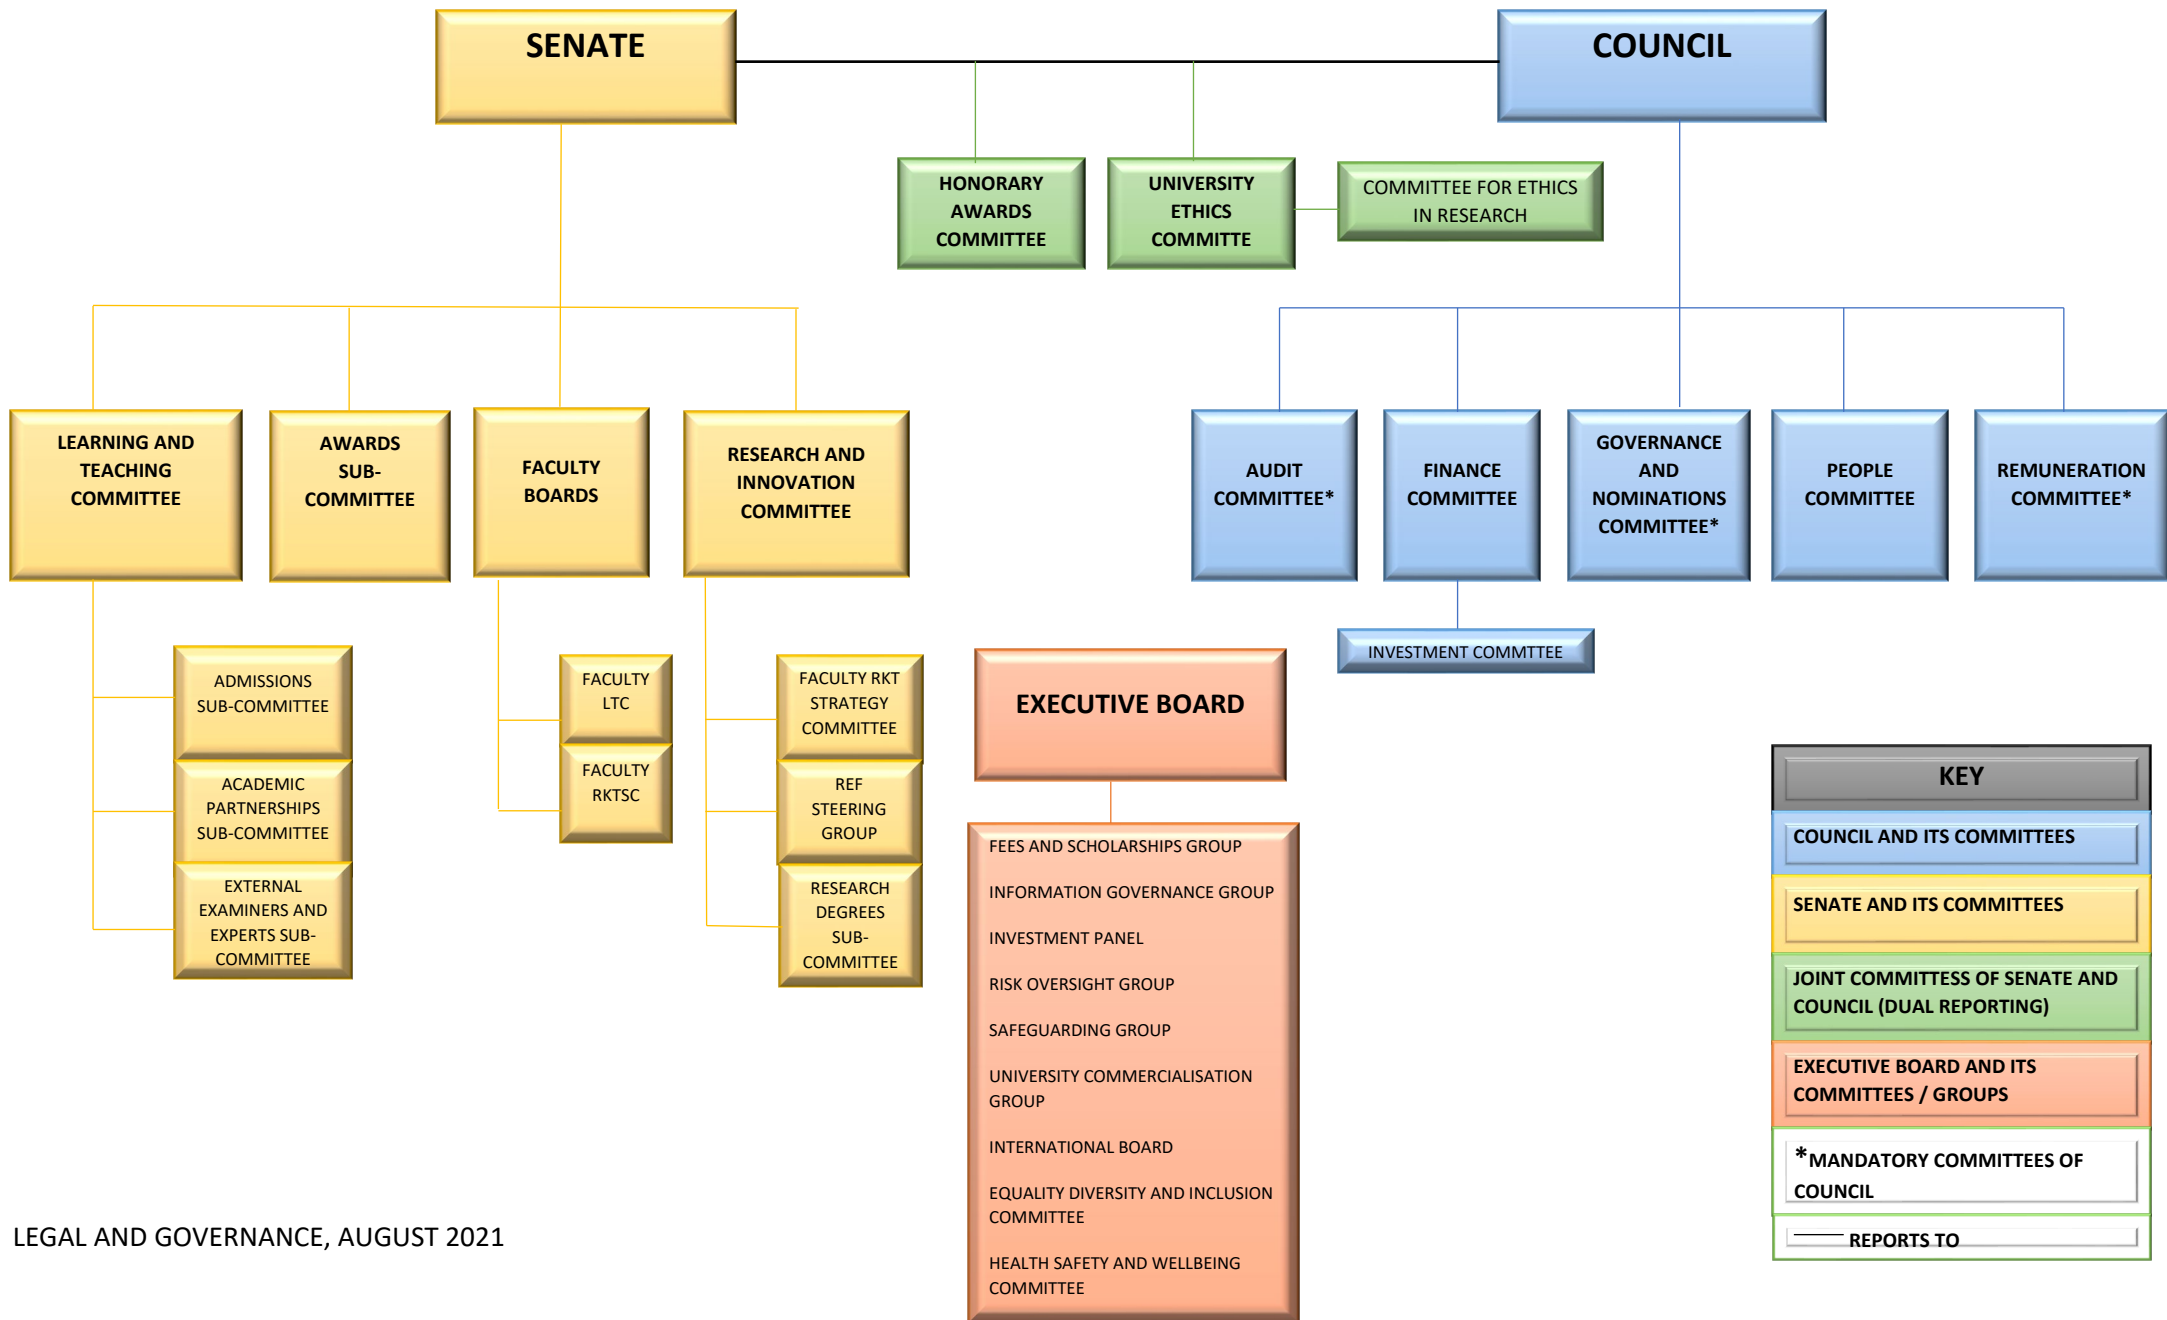 SENATE
COUNCIL
HONORARY
AWARDS
COMMITTEE
UNIVERSITY
ETHICS
COMMITTE
COMMITTEE FOR ETHICS
IN RESEARCH
LEARNING AND
TEACHING
COMMITTEE
AWARDS
SUB-
COMMITTEE
FACULTY
BOARDS
RESEARCH AND
INNOVATION
COMMITTEE
AUDIT
COMMITTEE*
FINANCE
COMMITTEE
GOVERNANCE
AND
NOMINATIONS
COMMITTEE*
PEOPLE
COMMITTEE
REMUNERATION
COMMITTEE*
INVESTMENT COMMTTEE
ADMISSIONS
SUB-COMMITTEE
ACADEMIC
PARTNERSHIPS
SUB-COMMITTEE
EXTERNAL
EXAMINERS AND
EXPERTS SUB-
COMMITTEE
FACULTY
LTC
FACULTY
RKTSC
FACULTY RKT
STRATEGY
COMMITTEE
REF
STEERING
GROUP
RESEARCH
DEGREES
SUB-
COMMITTEE
EXECUTIVE BOARD
FEES AND SCHOLARSHIPS GROUP
INFORMATION GOVERNANCE GROUP
INVESTMENT PANEL
RISK OVERSIGHT GROUP
SAFEGUARDING GROUP
UNIVERSITY COMMERCIALISATION
GROUP
INTERNATIONAL BOARD
EQUALITY DIVERSITY AND INCLUSION
COMMITTEE
HEALTH SAFETY AND WELLBEING
COMMITTEE
KEY
COUNCIL AND ITS COMMITTEES
SENATE AND ITS COMMITTEES
JOINT COMMITTESS OF SENATE AND
COUNCIL (DUAL REPORTING)
EXECUTIVE BOARD AND ITS
COMMITTEES / GROUPS
*MANDATORY COMMITTEES OF
COUNCIL
REPORTS TO
LEGAL AND GOVERNANCE, AUGUST 2021